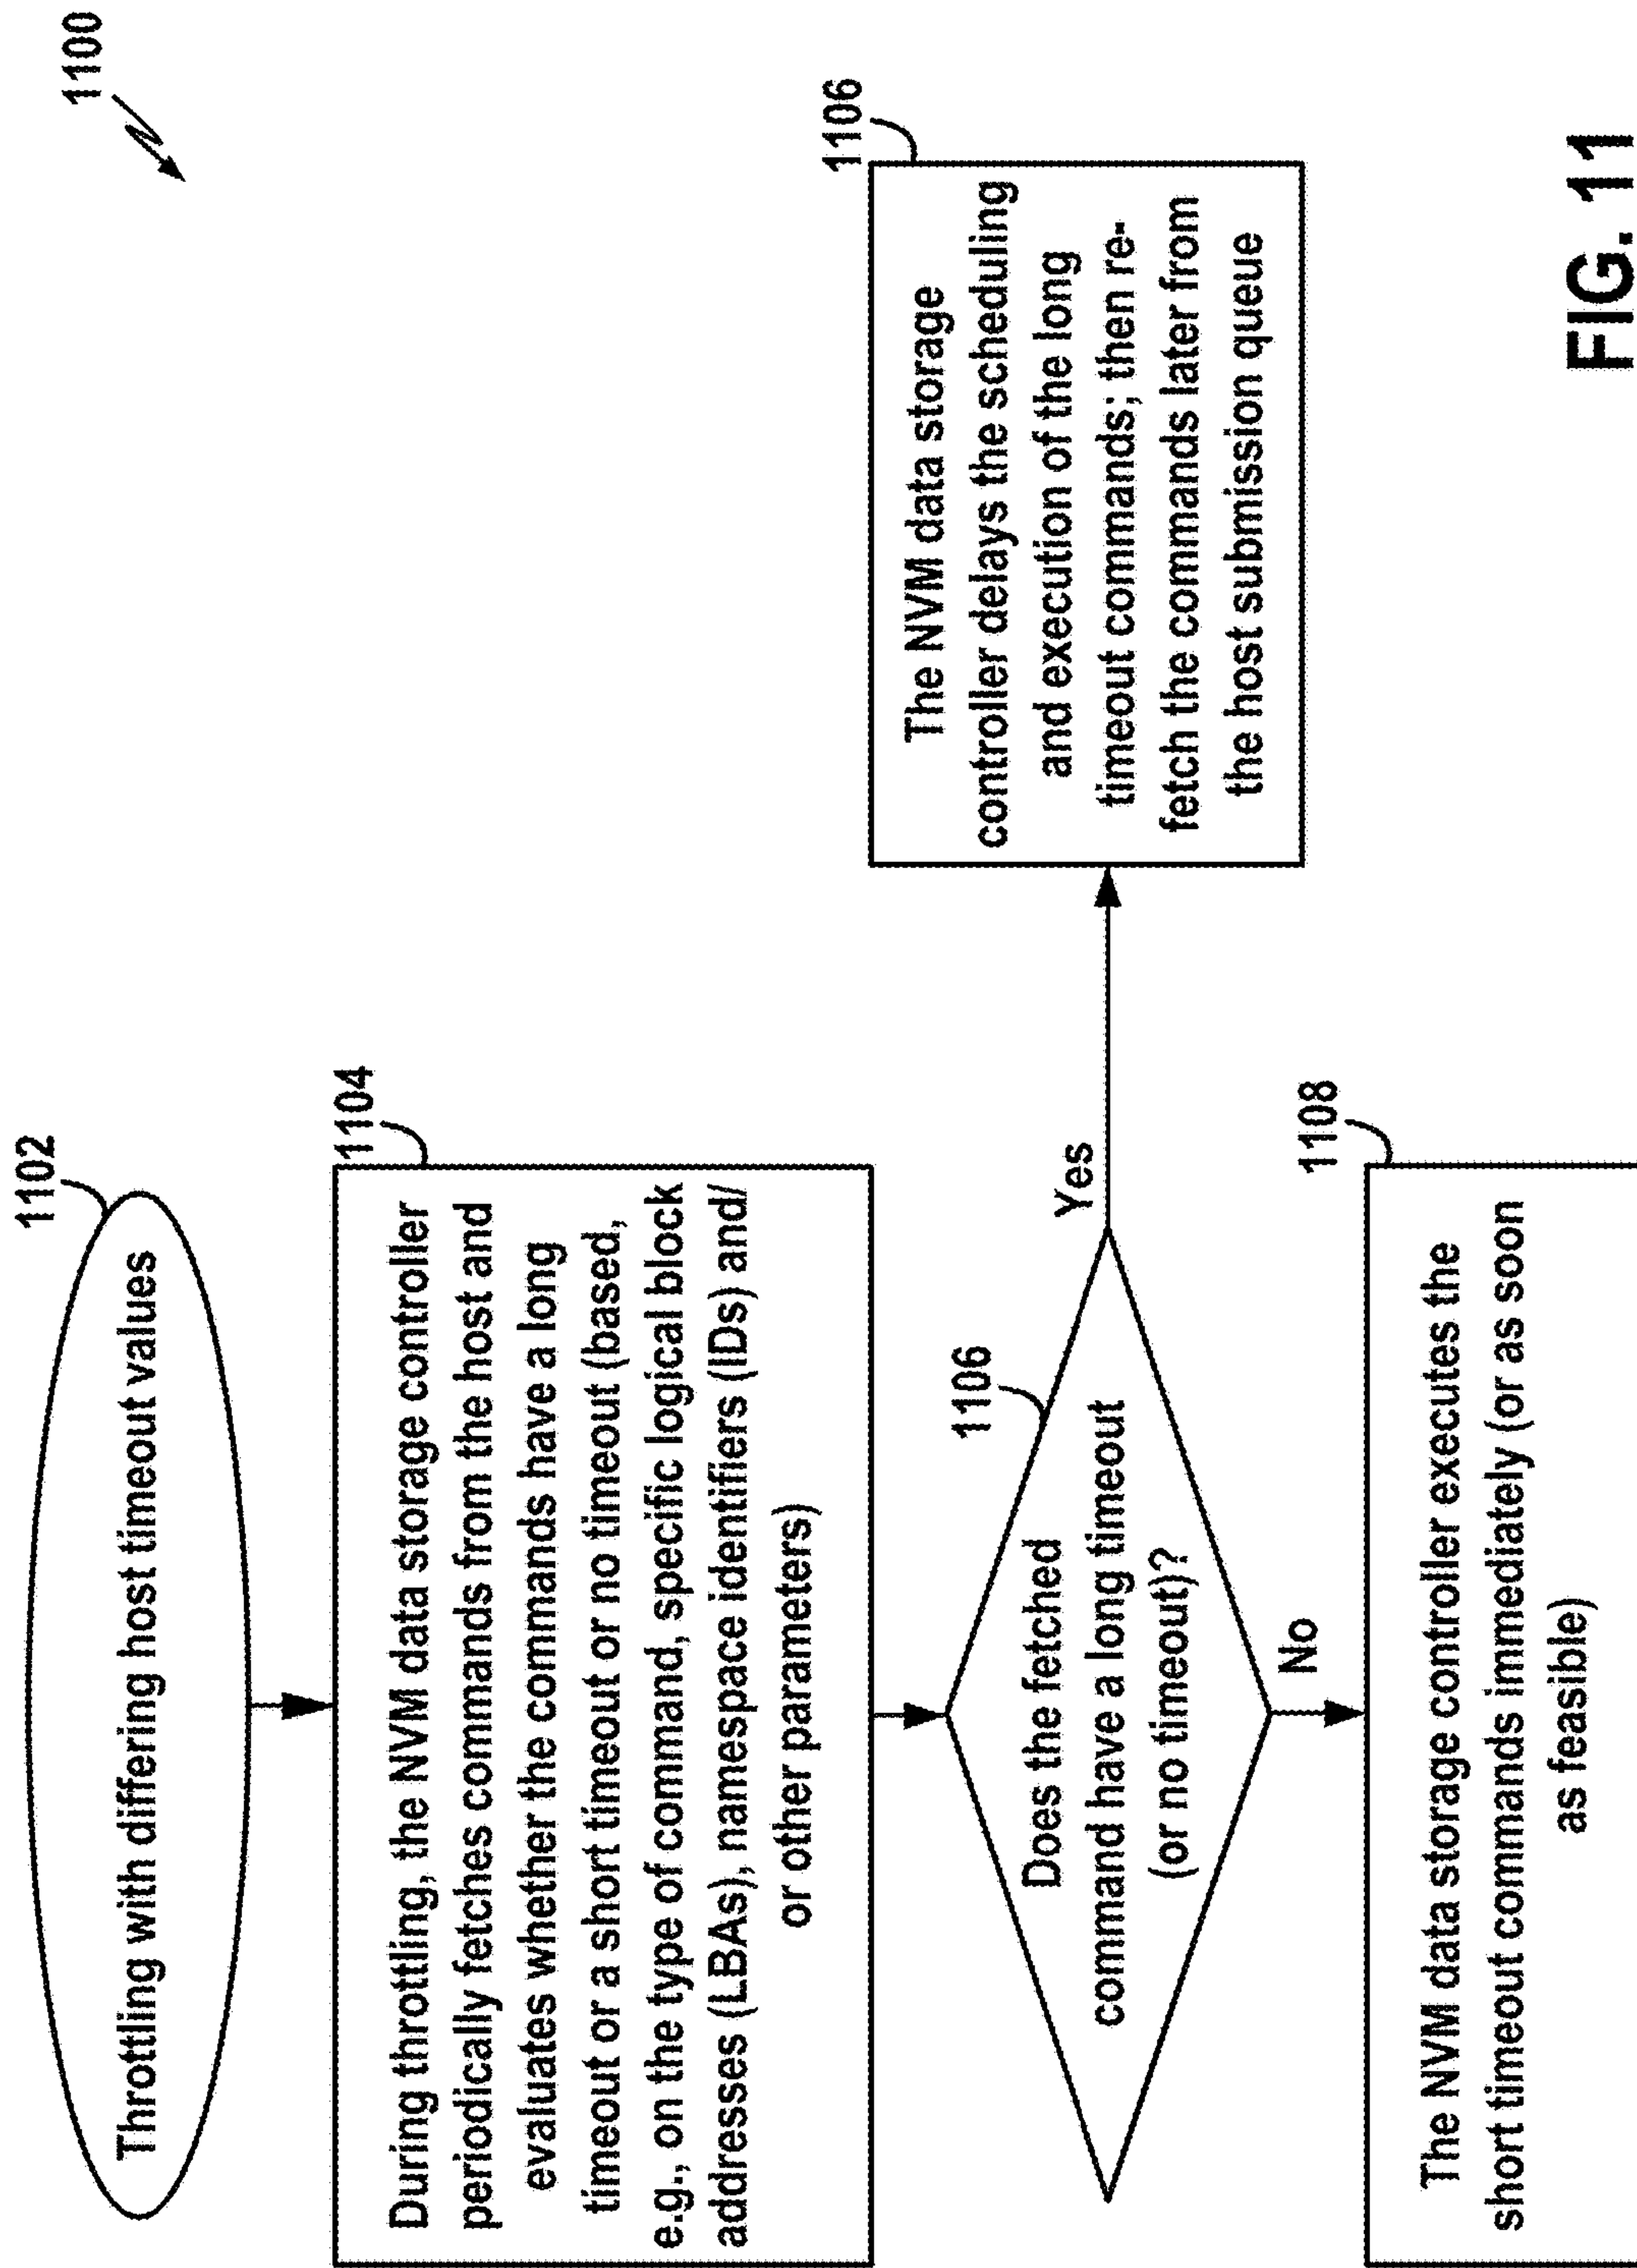 1100
1102
Throttling with differing host timeout values
1104
During throttling, the NVM data storage controller
periodically fetches commands from the host and
evaluates whether the commands have a long
timeout or a short timeout or no timeout (based,
e.g., on the type of command, specific logical block
addresses (LBAs), namespace identifiers (IDs) and/
or other parameters)
1106
Does the fetched
command have a long timeout
(or no timeout)?
Yes
1106
The NVM data storage
controller delays the scheduling
and execution of the long
timeout commands; then re-
fetch the commands later from
the host submission queue
No
1108
The NVM data storage controller executes the
short timeout commands immediately (or as soon
as feasible)
FIG. 11